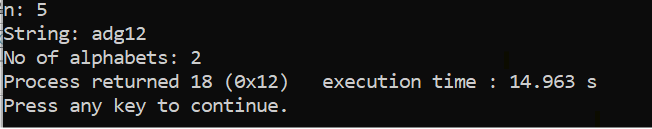 n: 5
String: adg12
No of alphabets: 2
Process returned 18 (0x12)   execution time : 14.963 s
Press any key to continue.